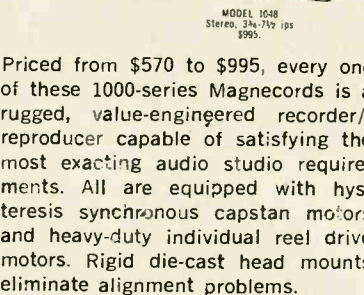 MODEL 1048
Stereo, 3¾-7½ ips
$995.
Priced from $570 to $995, every one
of these 1000-series Magnecords is a
rugged, value-engineered recorder/
reproducer capable of satisfying the
most exacting audio studio require-
ments. All are equipped with hys-
teresis synchronous capstan motors
and heavy-duty individual reel drive
motors. Rigid die-cast head mounts
eliminate alignment problems.